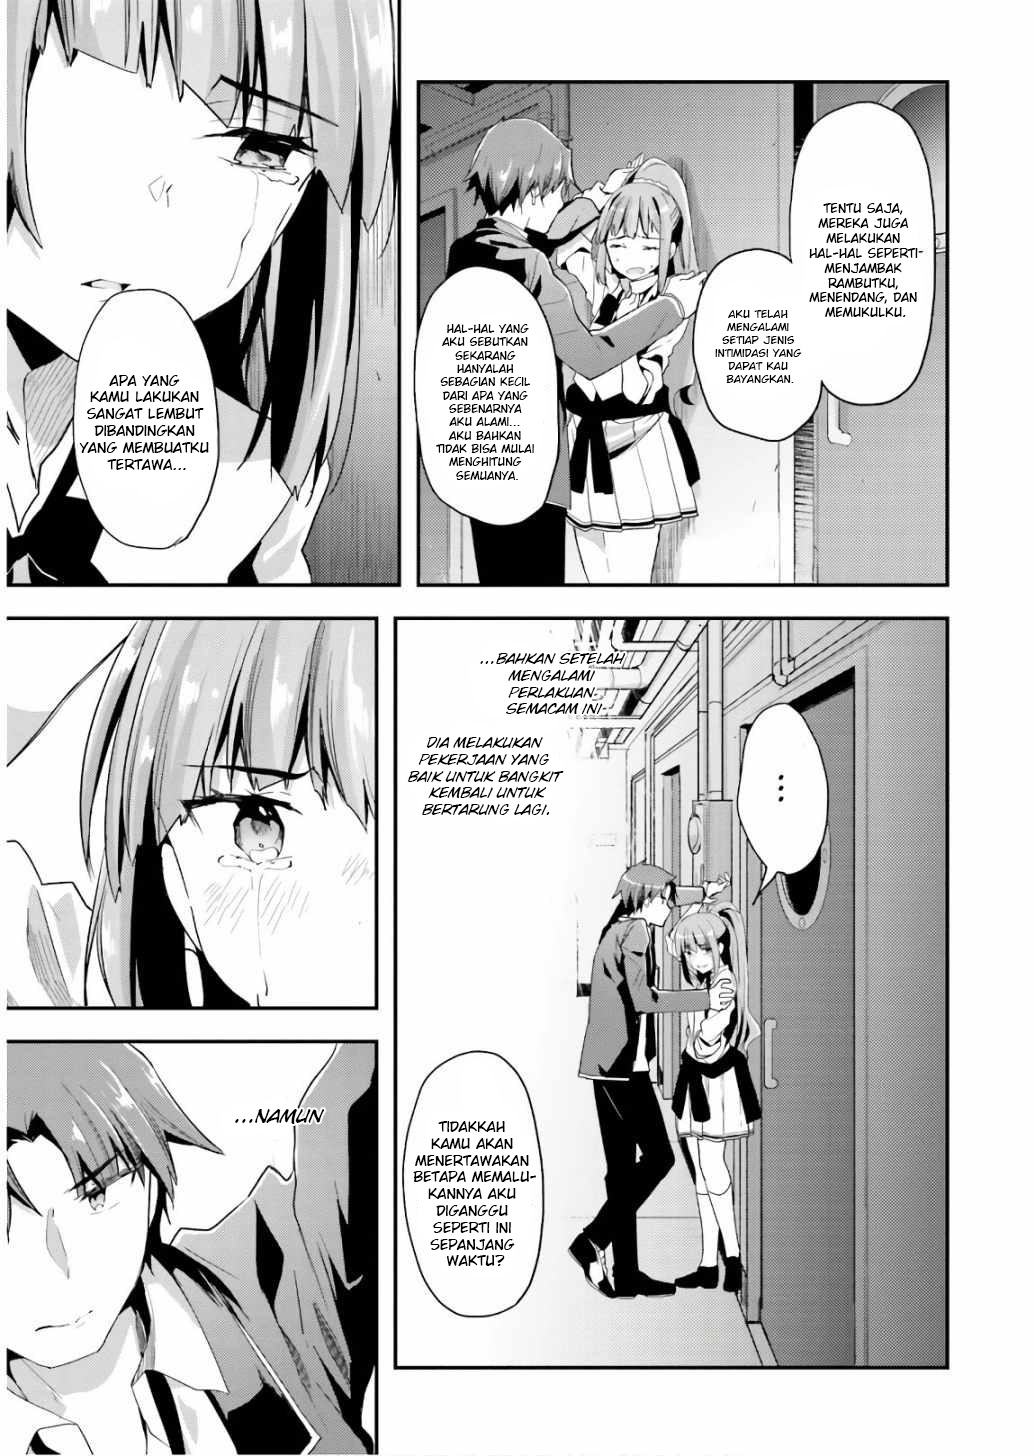 TENTU SAJA,
MEREKA JUGA
MELAKUKAN
HAL-HAL SEPERTI-
MENJAMBAK
RAMBUTKU,
MENENDANG, DAN
MEMUKULKU.
AKU TELAH
MENGALAMI
SETIAP JENIS
INTIMIDASI YANG
DAPAT KAU
BAYANGKAN.
HAL-HAL YANG
AKU SEBUTKAN
SEKARANG
HANYALAH
SEBAGIAN KECIL
DARI APA YANG
SEBENARNYA
AKU ALAMI...
AKU BAHKAN
TIDAK BISA MULAI
MENGHITUNG
SEMUANYA.
APA YANG
KAMU LAKUKAN
SANGAT LEMBUT
DIBANDINGKAN
YANG MEMBUATKU
TERTAWA...
...
...BAHKAN SETELAH
MENGALAMI
PERLAKUAN-
SEMACAM INI-
DIA MELAKUKAN
PEKERJAAN YANG
BAIK UNTUK BANGKIT
KEMBALI UNTUK
BERTARUNG LAGI.
TIDAKKAH
KAMU AKAN
MENERTAWAKAN
BETAPA MEMALU-
KANNYA AKU
DIGANGGU
SEPERTI INI
SEPANJANG
WAKTU?
...NAMUN